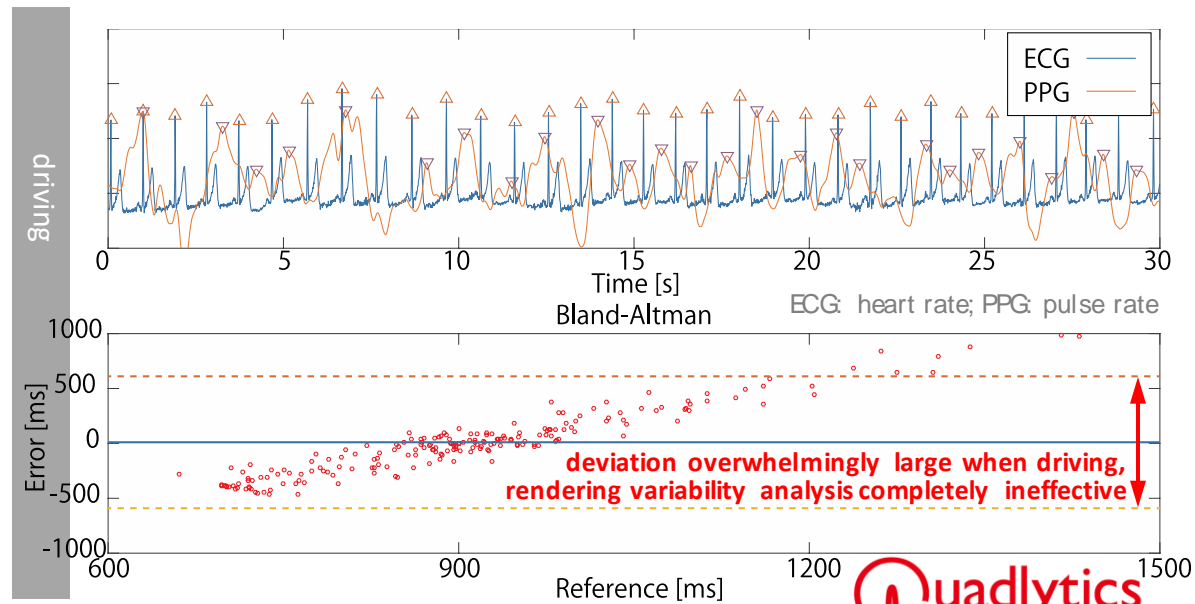 driving
ECG
PPG
0 5 10 15 20 25 30
Time [s]
ECG: heart rate; PPG: pulse rate
Bland-Altman
1000
500
0
-500
-1000
Error [ms]
deviation overwhelmingly large when driving,
rendering variability analysis completely ineffective
600 900 1200 1500
Reference [ms]
Quadlytics